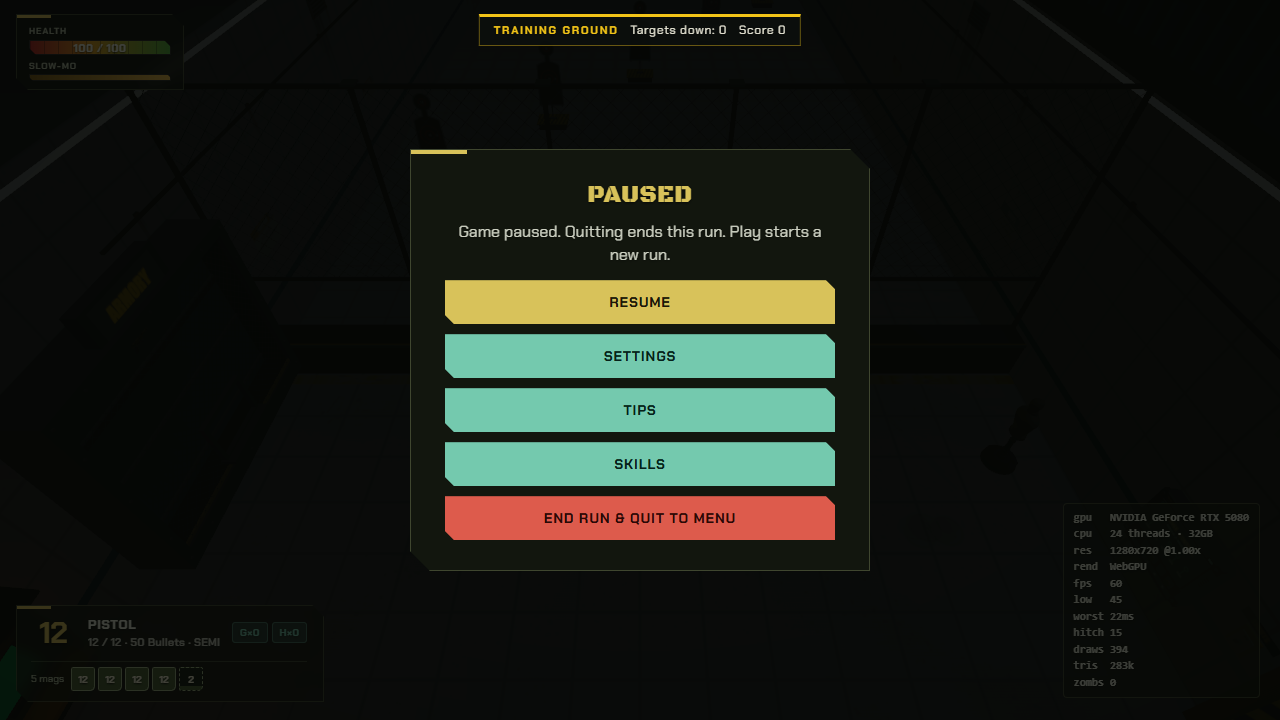 TRAINING GROUND Targets down: 0 Score 0
HEALTH
100 / 100
SLOW-MO
PAUSED
Game paused. Quitting ends this run. Play starts a
new run.
RESUME
SETTINGS
TIPS
SKILLS
END RUN & QUIT TO MENU
ARMORY
12
PISTOL
12 / 12 · 50 Bullets · SEMI
G×0 H×0
5 mags 12 12 12 12 2
gpu NVIDIA GeForce RTX 5080
cpu 24 threads · 32GB
res 1280x720 @1.00x
rend WebGPU
fps 60
low 45
worst 22ms
hitch 15
draws 394
tris 283k
zombs 0